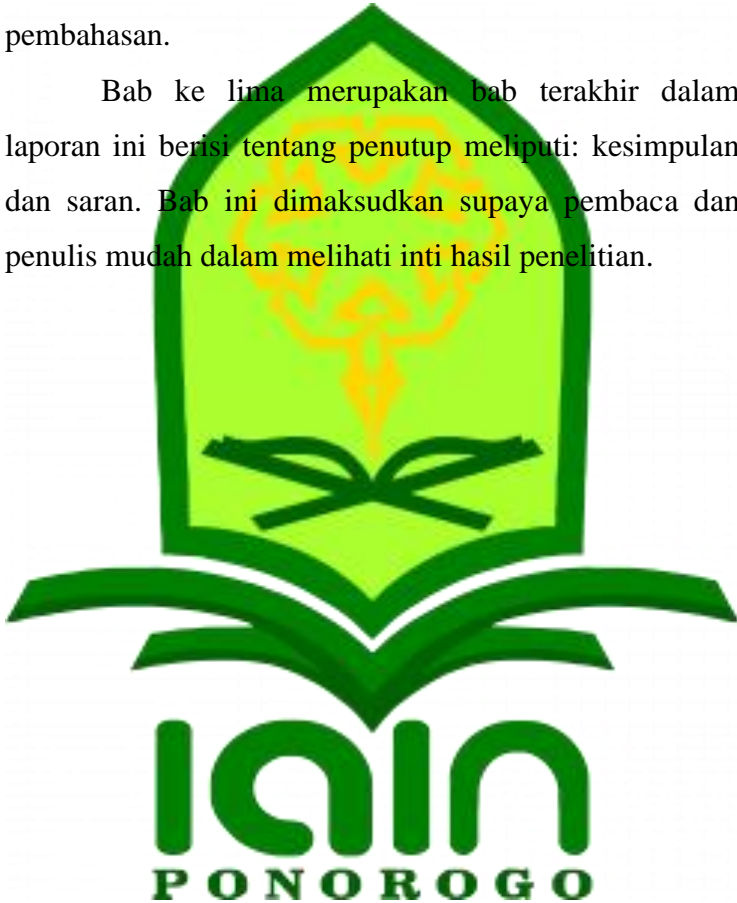 pembahasan.
Bab ke lima merupakan bab terakhir dalam
laporan ini berisi tentang penutup meliputi: kesimpulan
dan saran. Bab ini dimaksudkan supaya pembaca dan
penulis mudah dalam melihati inti hasil penelitian.
IAIN
PONOROGO